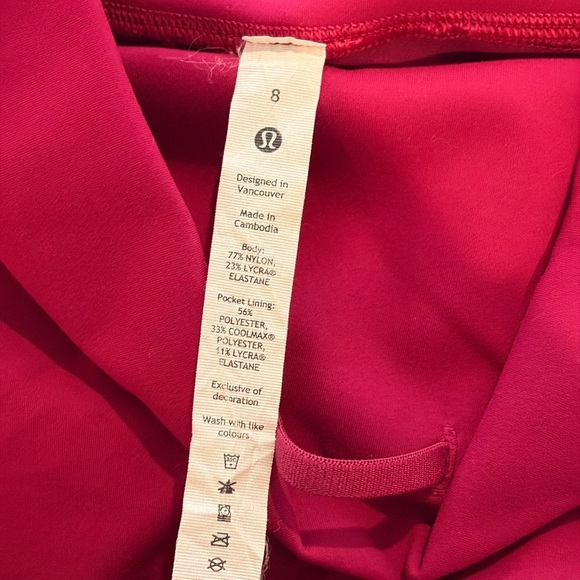 8
Designed in
Vancouver
Made in
Cambodia
Body:
77% NYLON,
23% LYCRA®
ELASTANE
Pocket Lining:
56%
POLYESTER,
33% COOLMAX®
POLYESTER,
11% LYCRA®
ELASTANE
Exclusive of
decoration
Wash with like
colours